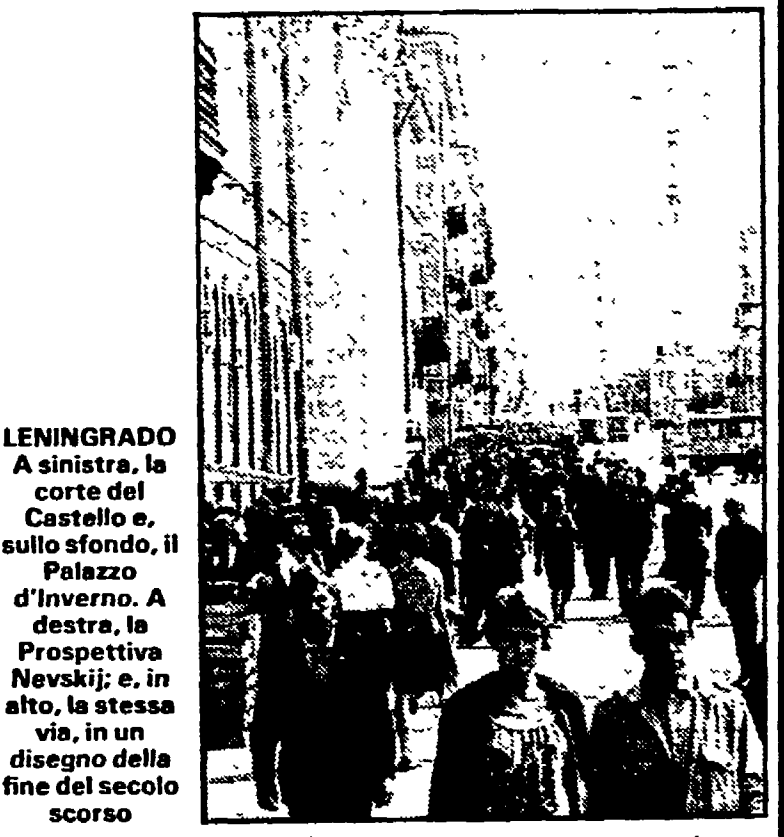 LENINGRADO
A sinistra, la
corte del
Castello e,
sullo sfondo, il
Palazzo
d'Inverno. A
destra, la
Prospettiva
Nevskij; e, in
alto, la stessa
via, in un
disegno della
fine del secolo
scorso